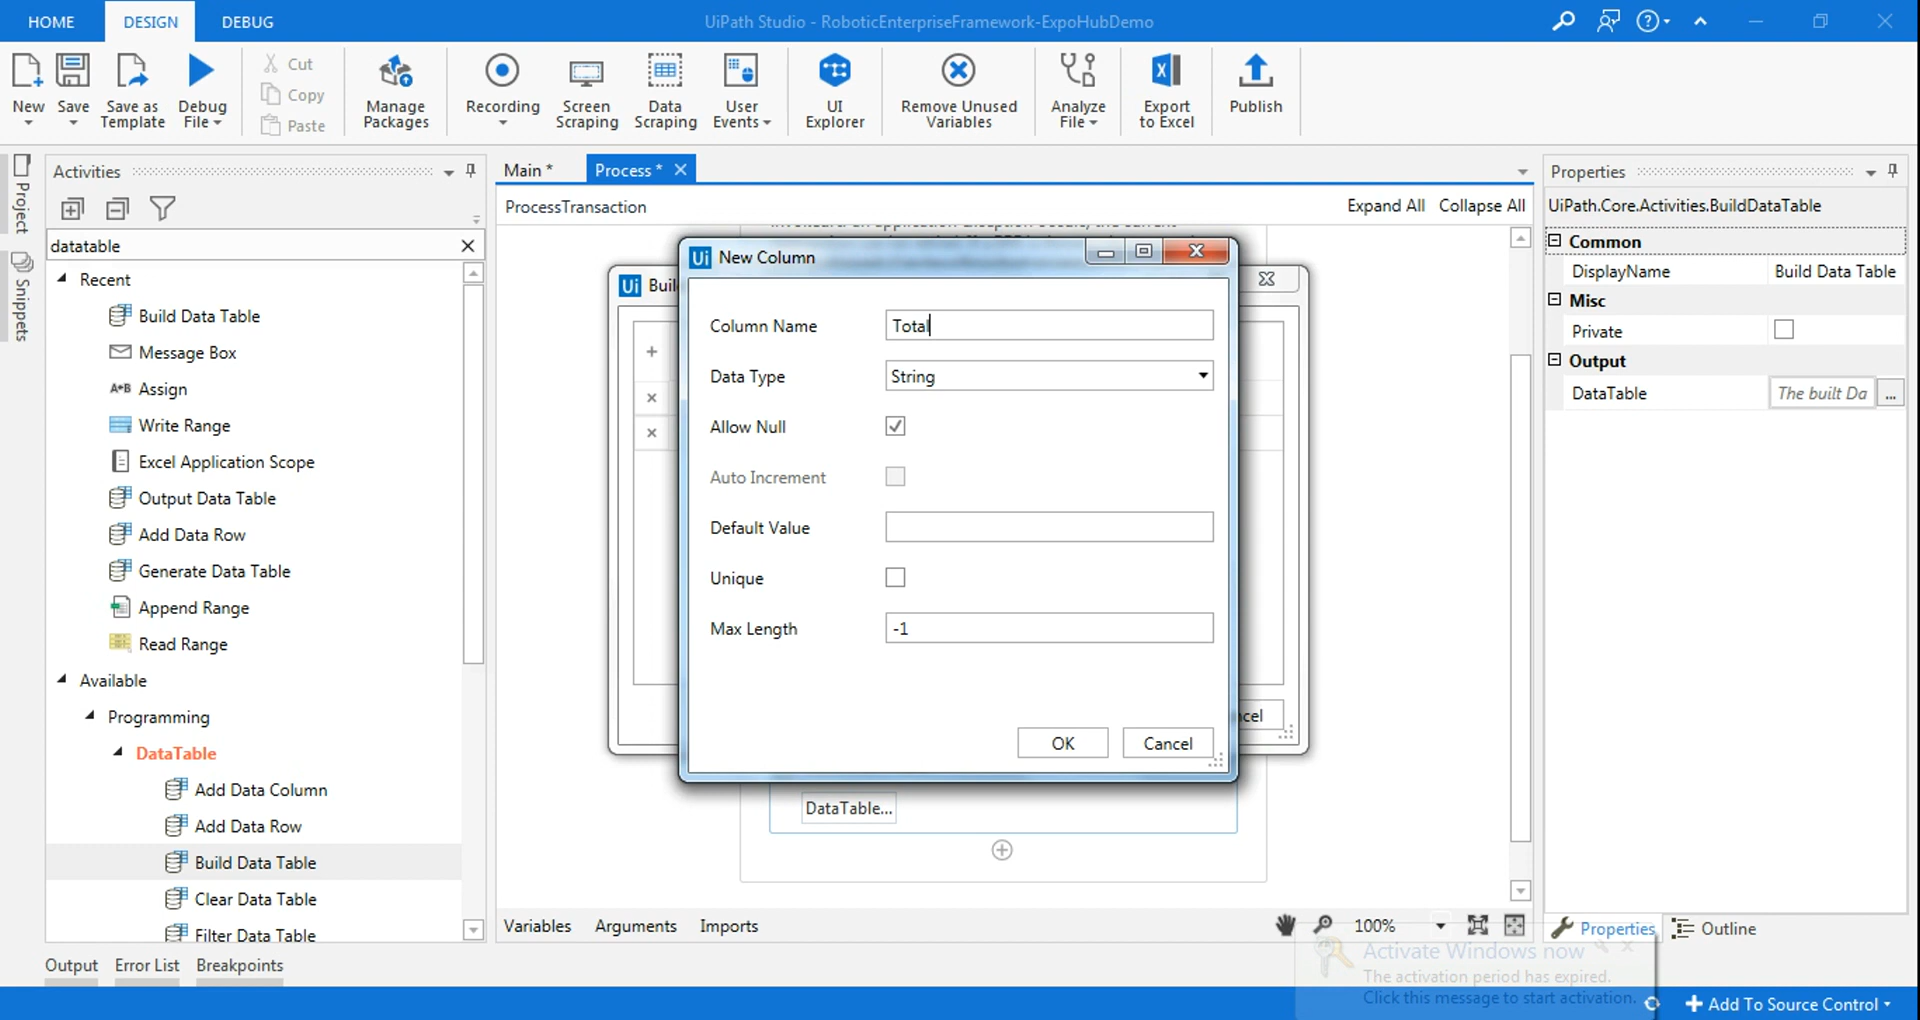 HOME DESIGN DEBUG UiPath Studio - RoboticEnterpriseFramework-ExpoHubDemo
New
Save
Save as Template
Debug File
Cut
Copy
Paste
Manage Packages
Recording
Screen Scraping
Data Scraping
User Events
UI Explorer
Remove Unused Variables
Analyze File
Export to Excel
Publish
Project
Snippets
Activities
datatable
Recent
Build Data Table
Message Box
A+B Assign
Write Range
Excel Application Scope
Output Data Table
Add Data Row
Generate Data Table
Append Range
Read Range
Available
Programming
DataTable
Add Data Column
Add Data Row
Build Data Table
Clear Data Table
Filter Data Table
Main * Process *
ProcessTransaction Expand All Collapse All
Ui Buil
Ui New Column
Column Name Total
Data Type String
Allow Null
Auto Increment
Default Value
Unique
Max Length -1
OK Cancel
ncel
DataTable...
Variables Arguments Imports 100%
Properties
UiPath.Core.Activities.BuildDataTable
Common
DisplayName Build Data Table
Misc
Private
Output
DataTable The built Da ...
Properties Outline
Activate Windows now
The activation period has expired.
Click this message to start activation.
Output Error List Breakpoints
Add To Source Control